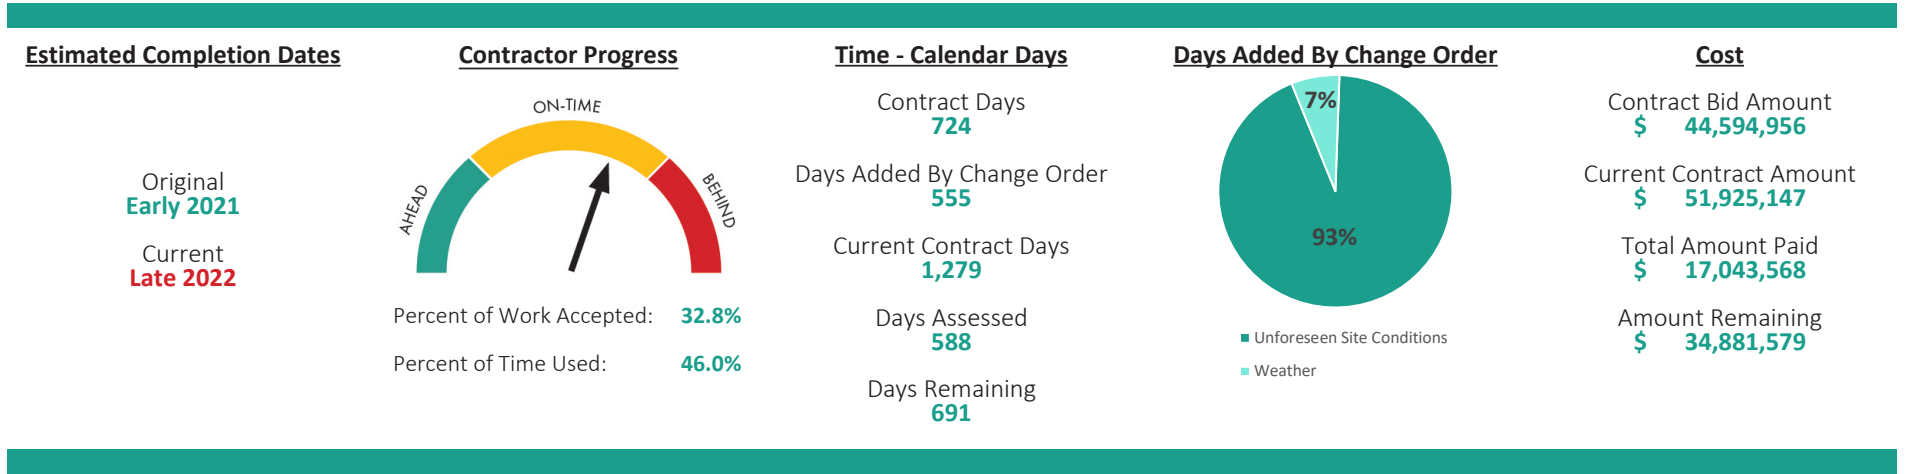 Estimated Completion Dates
Original
Early 2021
Current
Late 2022
Contractor Progress
ON-TIME
AHEAD
BEHIND
Percent of Work Accepted: 32.8%
Percent of Time Used: 46.0%
Time - Calendar Days
Contract Days
724
Days Added By Change Order
555
Current Contract Days
1,279
Days Assessed
588
Days Remaining
691
Days Added By Change Order
7%
93%
Unforeseen Site Conditions
Weather
Cost
Contract Bid Amount
$ 44,594,956
Current Contract Amount
$ 51,925,147
Total Amount Paid
$ 17,043,568
Amount Remaining
$ 34,881,579